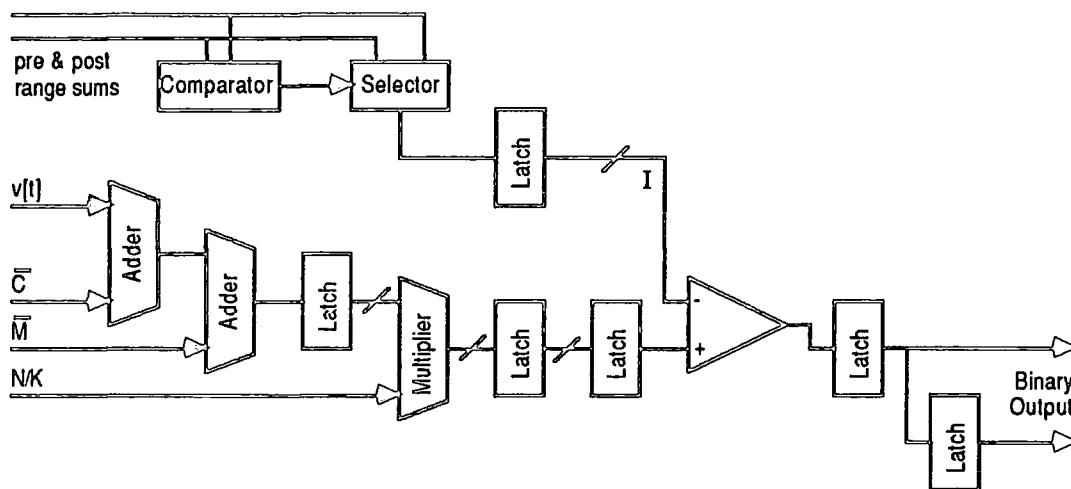 pre & post
range sums
Comparator
Selector
Latch
I
v[t]
Adder
C̅
Adder
M̅
Latch
N/K
Multiplier
Latch
Latch
-
+
Latch
Binary
Output
Latch